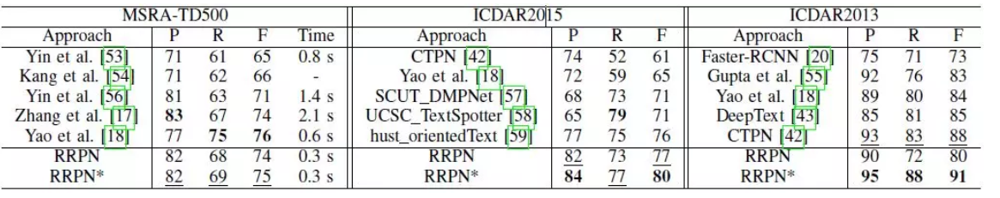 MSRA-TD500 ICDAR2015 ICDAR2013
Approach P R F Time Approach P R F Approach P R F
Yin et al. [53] 71 61 65 0.8 s CTPN [42] 74 52 61 Faster-RCNN [20] 75 71 73
Kang et al. [54] 71 62 66 - Yao et al. [18] 72 59 65 Gupta et al. [55] 92 76 83
Yin et al. [56] 81 63 71 1.4 s SCUT_DMPNet [57] 68 73 71 Yao et al. [18] 89 80 84
Zhang et al. [17] 83 67 74 2.1 s UCSC_TextSpotter [58] 65 79 71 DeepText [43] 85 81 85
Yao et al. [18] 77 75 76 0.6 s hust_orientedText [59] 77 75 76 CTPN [42] 93 83 88
RRPN 82 68 74 0.3 s RRPN 82 73 77 RRPN 90 72 80
RRPN* 82 69 75 0.3 s RRPN* 84 77 80 RRPN* 95 88 91